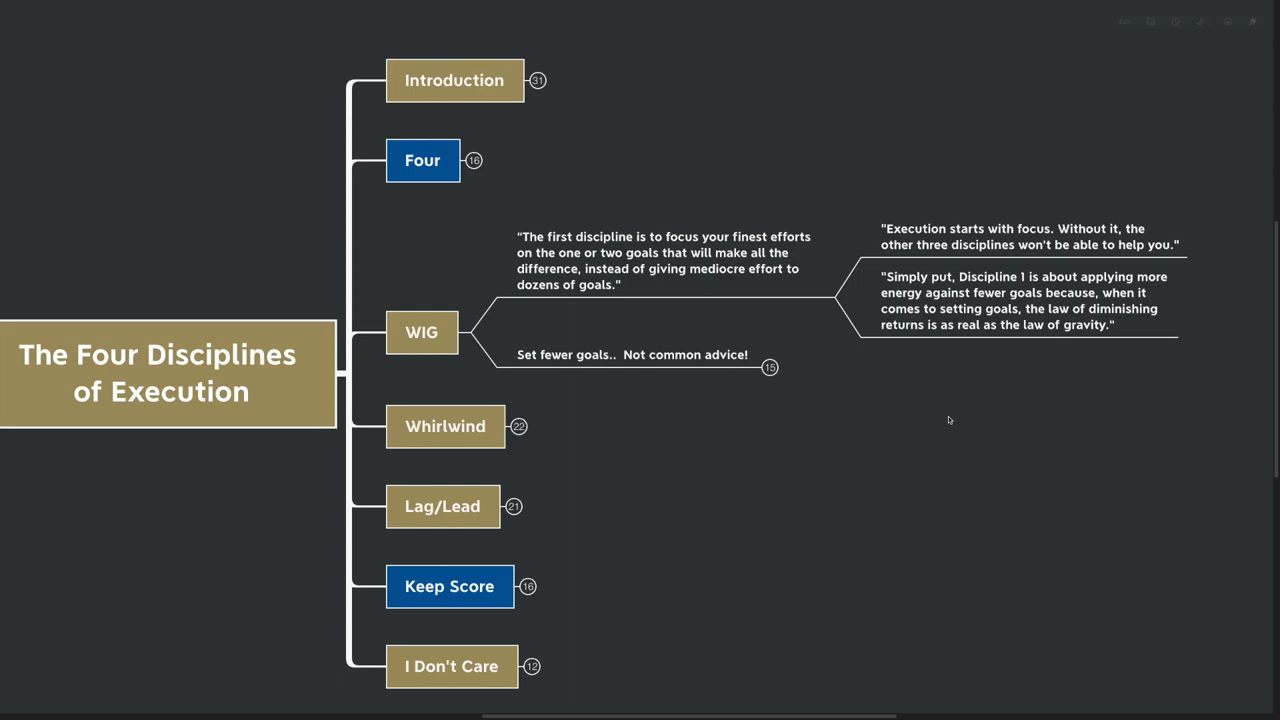 Introduction
31
Four
16
"The first discipline is to focus your finest efforts
on the one or two goals that will make all the
difference, instead of giving mediocre effort to
dozens of goals."
"Execution starts with focus. Without it, the
other three disciplines won't be able to help you."
"Simply put, Discipline 1 is about applying more
energy against fewer goals because, when it
comes to setting goals, the law of diminishing
returns is as real as the law of gravity."
WIG
Set fewer goals.. Not common advice!
15
The Four Disciplines
of Execution
Whirlwind
22
Lag/Lead
21
Keep Score
16
I Don't Care
12